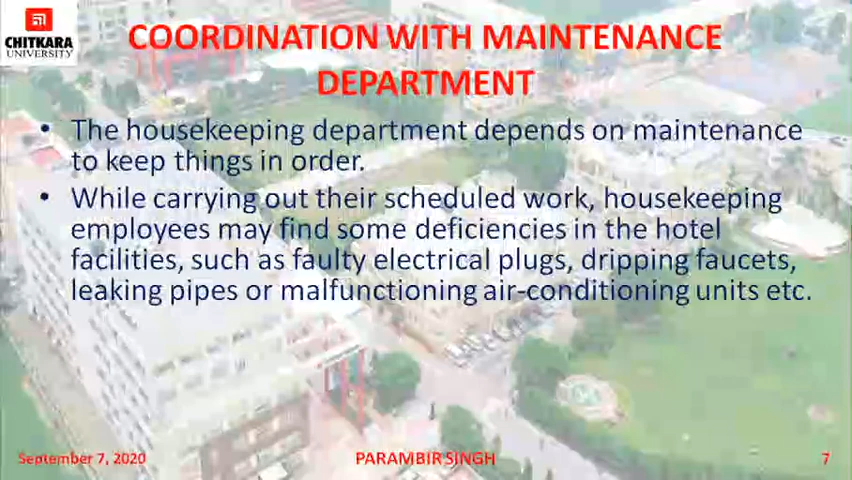 CHITKARA
UNIVERSITY
COORDINATION WITH MAINTENANCE
DEPARTMENT
• The housekeeping department depends on maintenance
to keep things in order.
• While carrying out their scheduled work, housekeeping
employees may find some deficiencies in the hotel
facilities, such as faulty electrical plugs, dripping faucets,
leaking pipes or malfunctioning air-conditioning units etc.
September 7, 2020
PARAMBIR SINGH
7